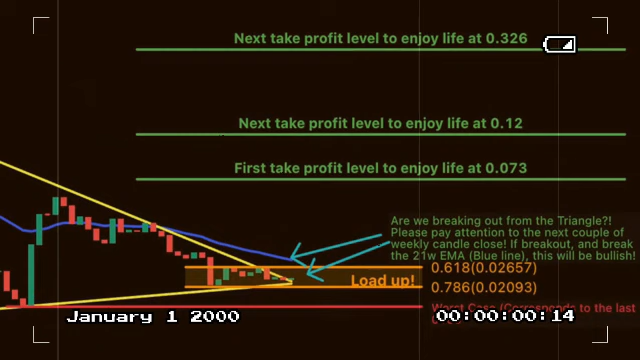 Next take profit level to enjoy life at 0.326
Next take profit level to enjoy life at 0.12
First take profit level to enjoy life at 0.073
Are we breaking out from the Triangle?!
Please pay attention to the next couple of
weekly candle close! If breakout, and break
the 21w EMA (Blue line), this will be bullish!
0.618(0.02657)
Load up!
0.786(0.02093)
Worst Case (Corresponds to the last
January 1 2000
00:00:00:14